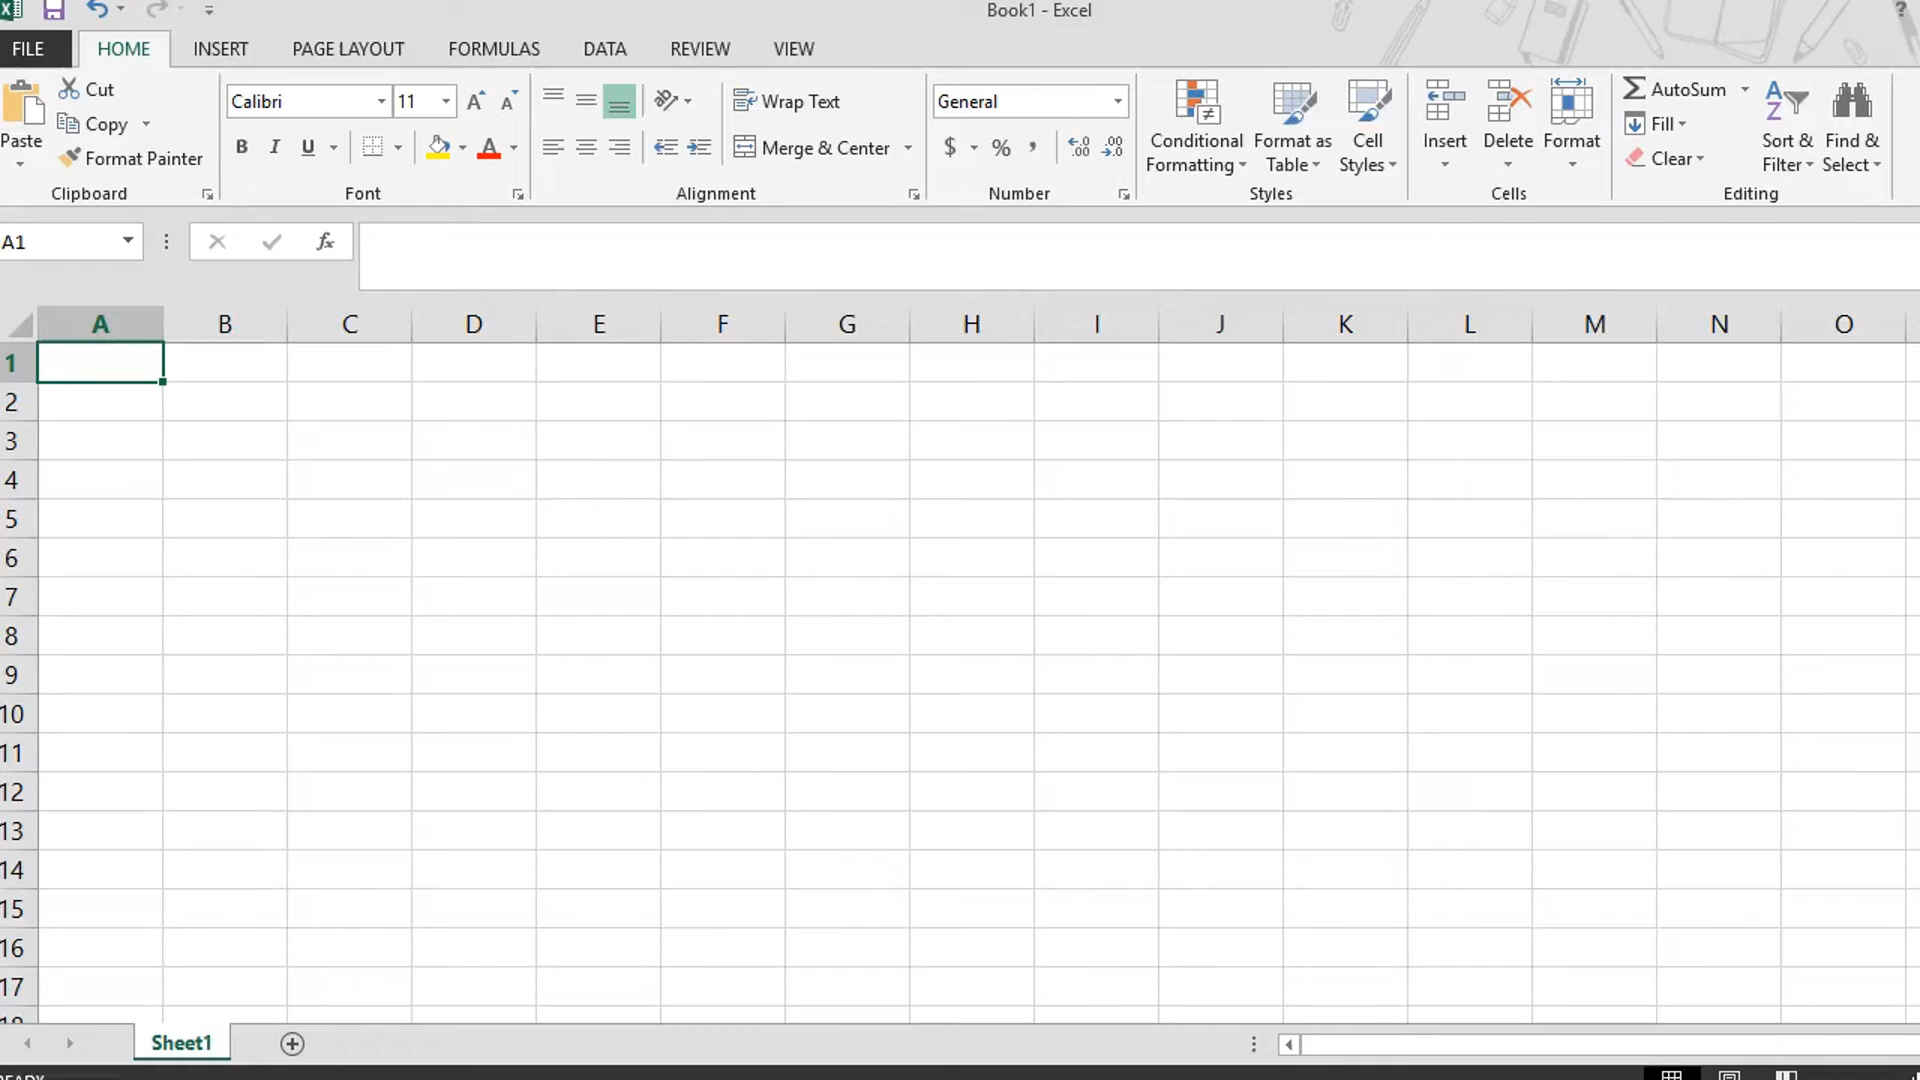 Book1 - Excel
?
FILE HOME INSERT PAGE LAYOUT FORMULAS DATA REVIEW VIEW
Paste
Cut
Copy
Format Painter
Clipboard
Calibri 11
B I U
Font
Wrap Text
Merge & Center
Alignment
General
$ %
Number
Conditional Formatting
Format as Table
Cell Styles
Styles
Insert
Delete
Format
Cells
AutoSum
Fill
Clear
Sort & Filter
Find & Select
Editing
A1
fx
A B C D E F G H I J K L M N O
1
2
3
4
5
6
7
8
9
10
11
12
13
14
15
16
17
Sheet1